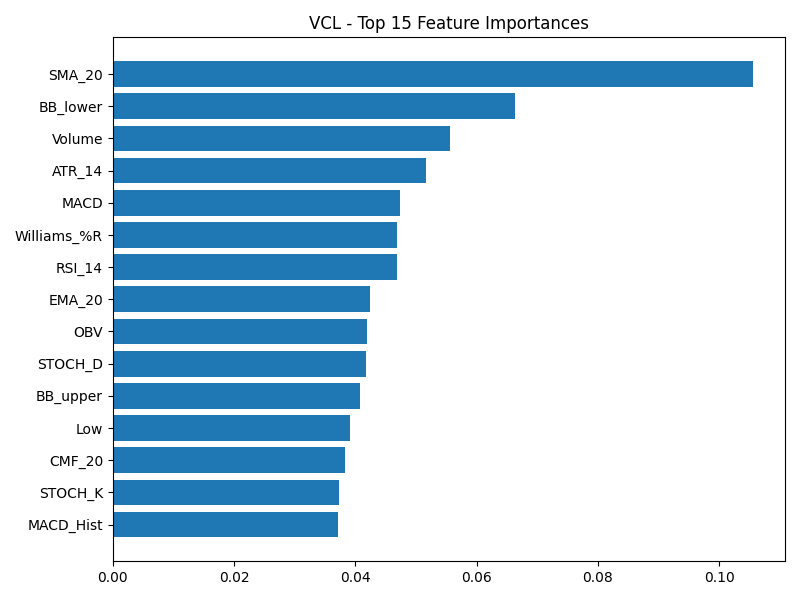 VCL - Top 15 Feature Importances
SMA_20
BB_lower
Volume
ATR_14
MACD
Williams_%R
RSI_14
EMA_20
OBV
STOCH_D
BB_upper
Low
CMF_20
STOCH_K
MACD_Hist
0.00 0.02 0.04 0.06 0.08 0.10